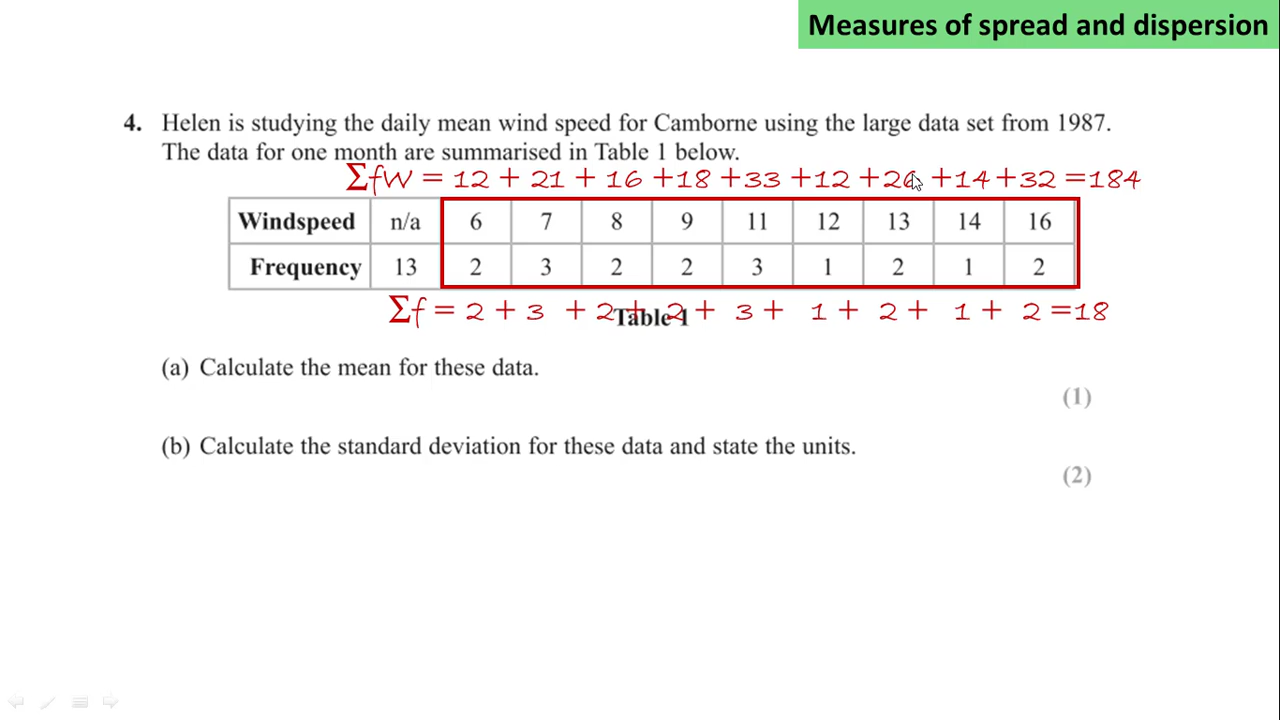 Measures of spread and dispersion
4. Helen is studying the daily mean wind speed for Camborne using the large data set from 1987.
The data for one month are summarised in Table 1 below.
ΣfW = 12 + 21 + 16 +18 +33 +12 +26 +14 +32 =184
Windspeed n/a 6 7 8 9 11 12 13 14 16
Frequency 13 2 3 2 2 3 1 2 1 2
Σf = 2 + 3 + 2 + 2 + 3 + 1 + 2 + 1 + 2 =18
Table 1
(a) Calculate the mean for these data.
(1)
(b) Calculate the standard deviation for these data and state the units.
(2)